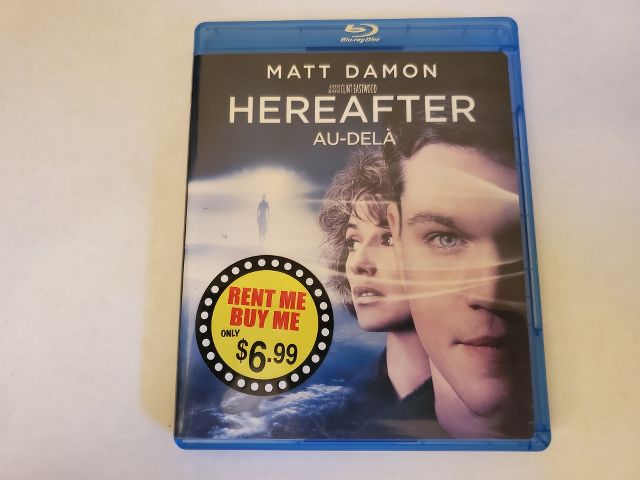 Blu-ray Disc
MATT DAMON
CLINT EASTWOOD
HEREAFTER
AU-DELÀ
RENT ME
BUY ME
ONLY
$6.99